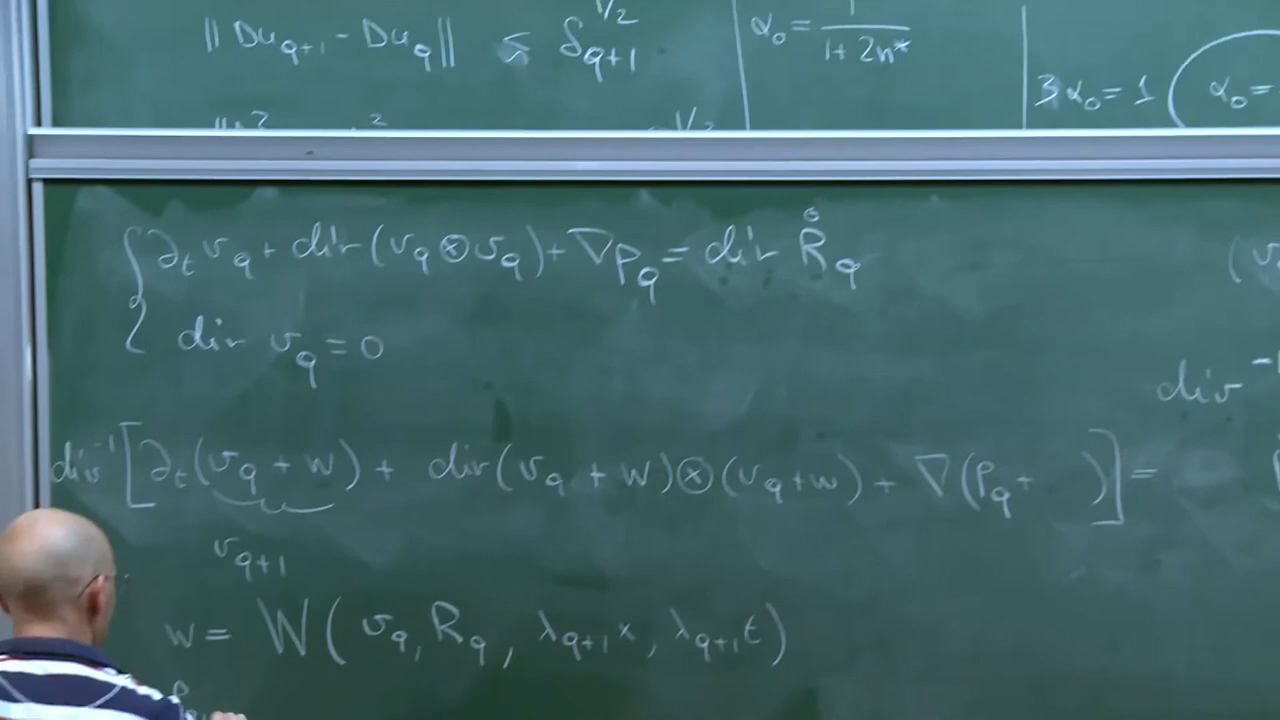 ‖Du_{q+1} - Du_q‖ ≤ δ_{q+1}^{1/2}
α_0 = 1/(1+2n*)
3α_0 = 1
α_0 =
{ ∂_t v_q + div(v_q ⊗ v_q) + ∇p_q = div R̊_q
div v_q = 0
div^{-1}
div^{-1}[∂_t(v_q + w) + div(v_q + w)⊗(v_q + w) + ∇(p_q + )] =
v_{q+1}
w = W(v_q, R_q, λ_{q+1}x, λ_{q+1}t)